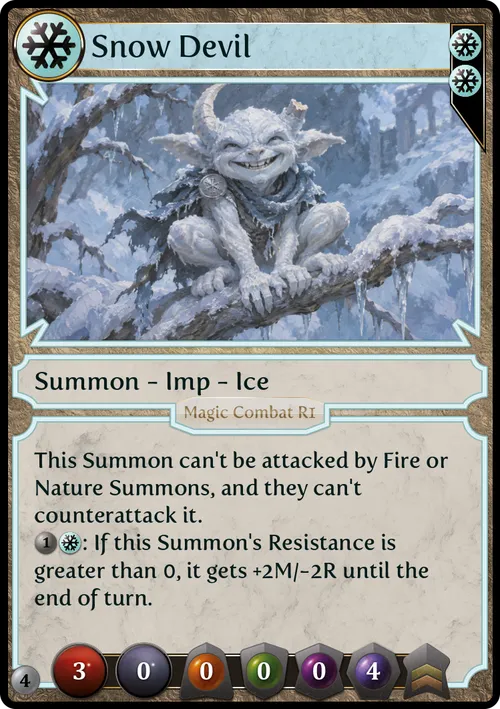 Snow Devil
Summon - Imp - Ice
Magic Combat R1
This Summon can't be attacked by Fire or
Nature Summons, and they can't
counterattack it.
1 : If this Summon's Resistance is
greater than 0, it gets +2M/-2R until the
end of turn.
4 3* 0* 0 0 0 4